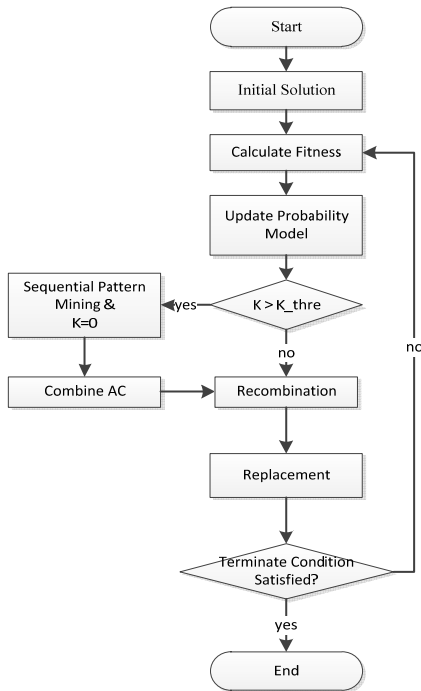 Start
Initial Solution
Calculate Fitness
Update Probability
Model
Sequential Pattern
Mining &
K=0
yes
K > K_thre
no
no
Combine AC
Recombination
Replacement
Terminate Condition
Satisfied?
yes
End